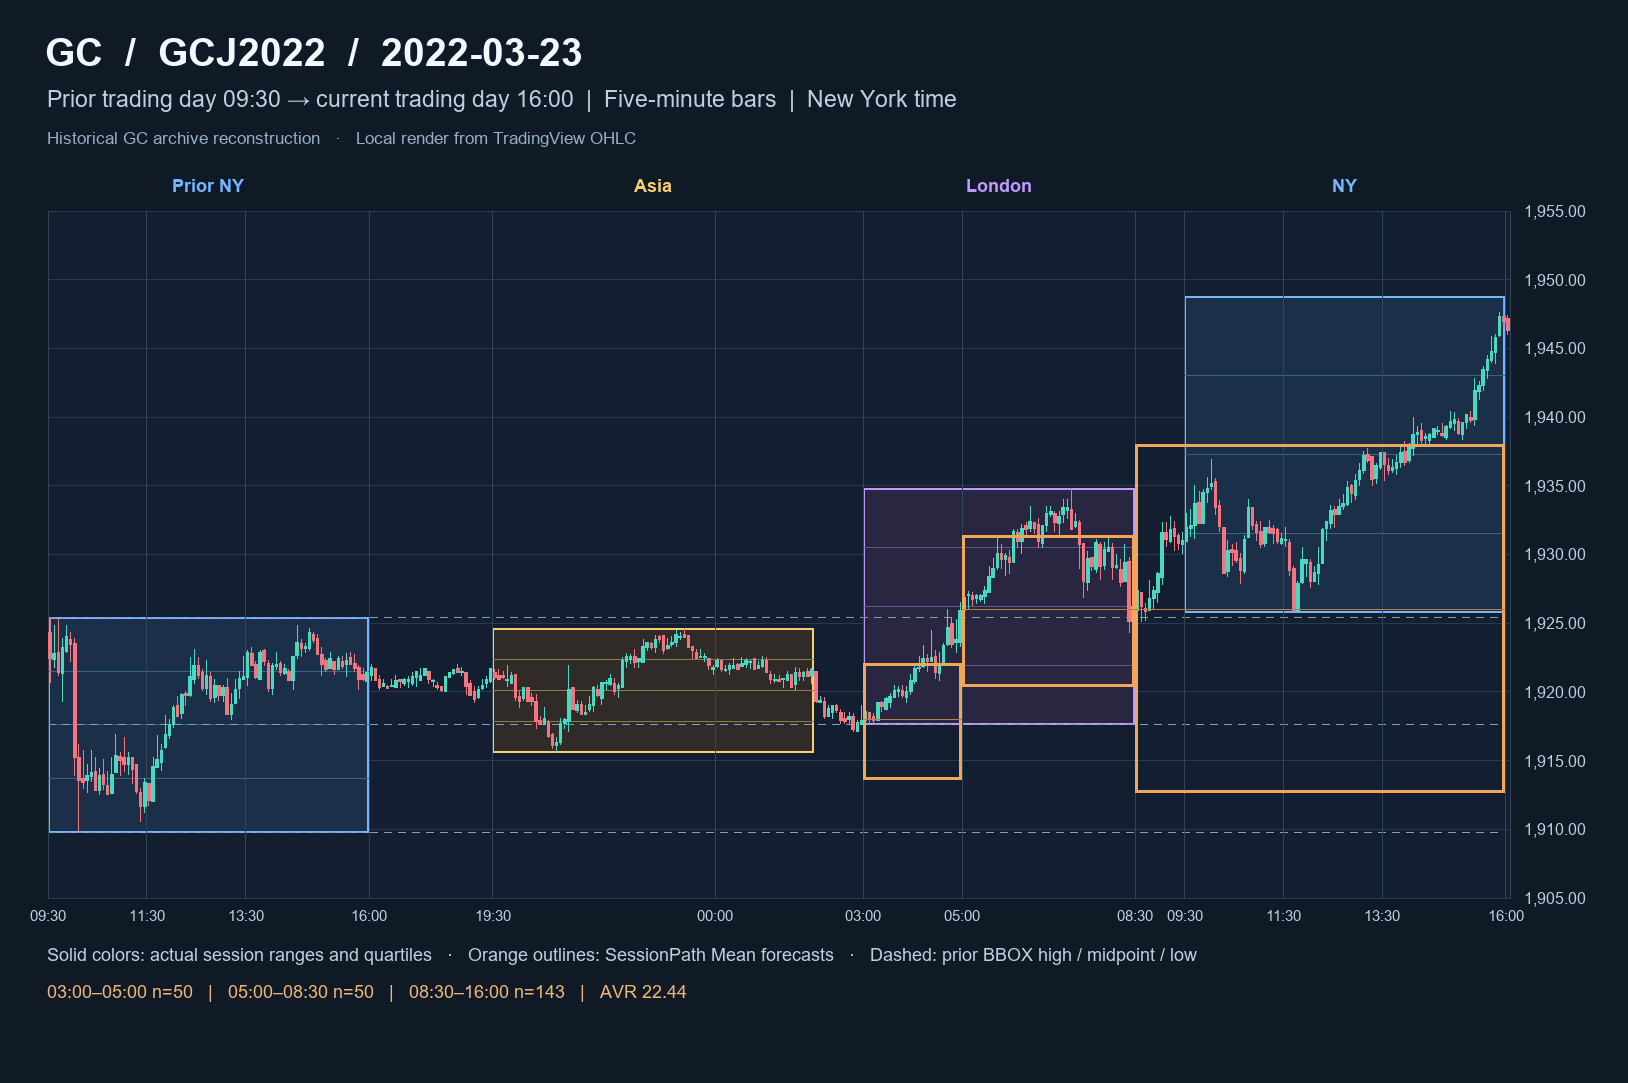 GC / GCJ2022 / 2022-03-23
Prior trading day 09:30 → current trading day 16:00 | Five-minute bars | New York time
Historical GC archive reconstruction · Local render from TradingView OHLC
Prior NY Asia London NY
1,955.00
1,950.00
1,945.00
1,940.00
1,935.00
1,930.00
1,925.00
1,920.00
1,915.00
1,910.00
1,905.00
09:30 11:30 13:30 16:00 19:30 00:00 03:00 05:00 08:30 09:30 11:30 13:30 16:00
Solid colors: actual session ranges and quartiles · Orange outlines: SessionPath Mean forecasts · Dashed: prior BBOX high / midpoint / low
03:00–05:00 n=50 | 05:00–08:30 n=50 | 08:30–16:00 n=143 | AVR 22.44